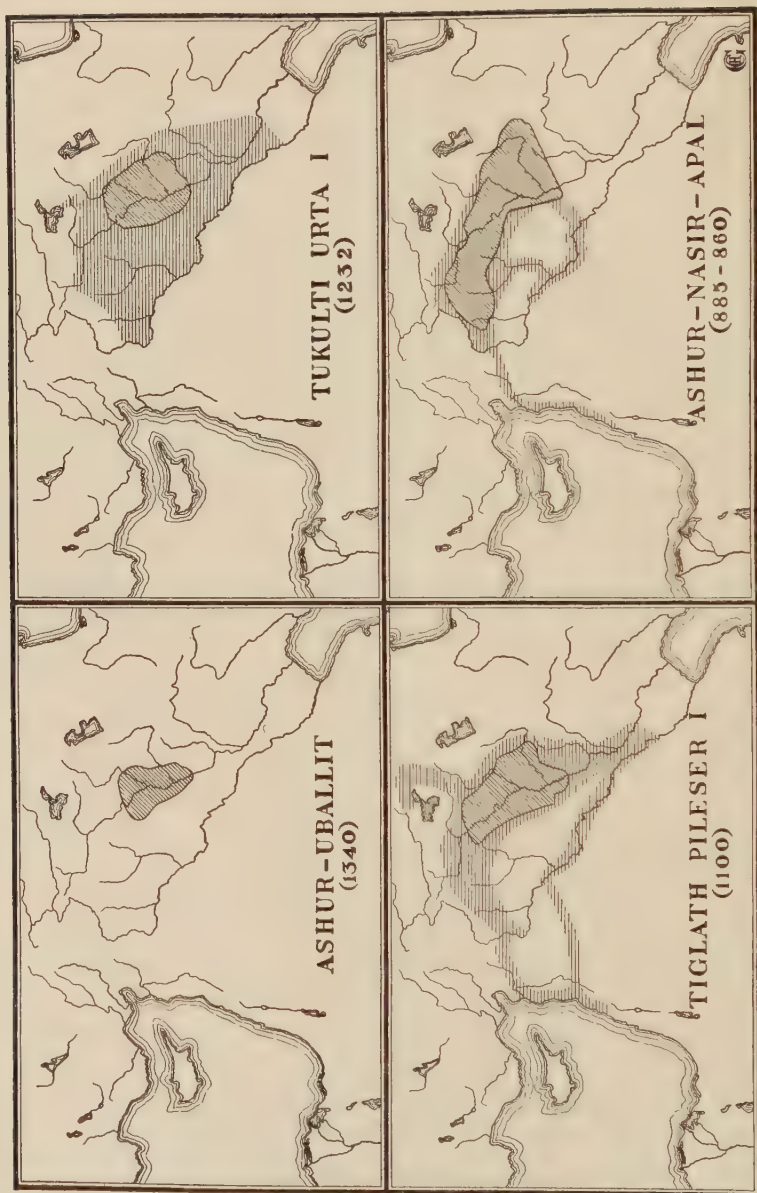 ASHUR-UBALLIT
(1340)
TUKULTI URTA I
(1232)
TIGLATH PILESER I
(1100)
ASHUR-NASIR-APAL
(885-860)